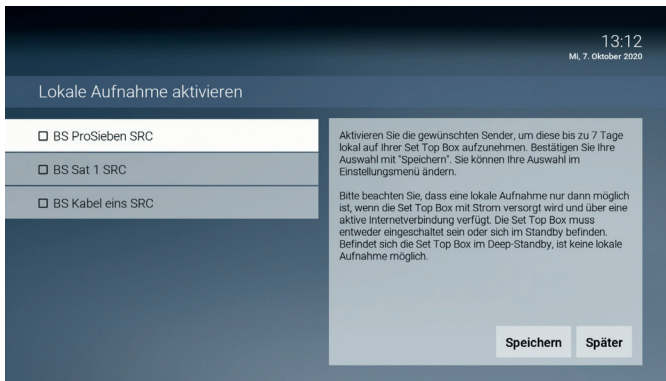 13:12
Mi, 7. Oktober 2020
Lokale Aufnahme aktivieren
BS ProSieben SRC
BS Sat 1 SRC
BS Kabel eins SRC
Aktivieren Sie die gewünschten Sender, um diese bis zu 7 Tage
lokal auf Ihrer Set Top Box aufzunehmen. Bestätigen Sie Ihre
Auswahl mit "Speichern". Sie können Ihre Auswahl im
Einstellungsmenü ändern.
Bitte beachten Sie, dass eine lokale Aufnahme nur dann möglich
ist, wenn die Set Top Box mit Strom versorgt wird und über eine
aktive Internetverbindung verfügt. Die Set Top Box muss
entweder eingeschaltet sein oder sich im Standby befinden.
Befindet sich die Set Top Box im Deep-Standby, ist keine lokale
Aufnahme möglich.
Speichern Später